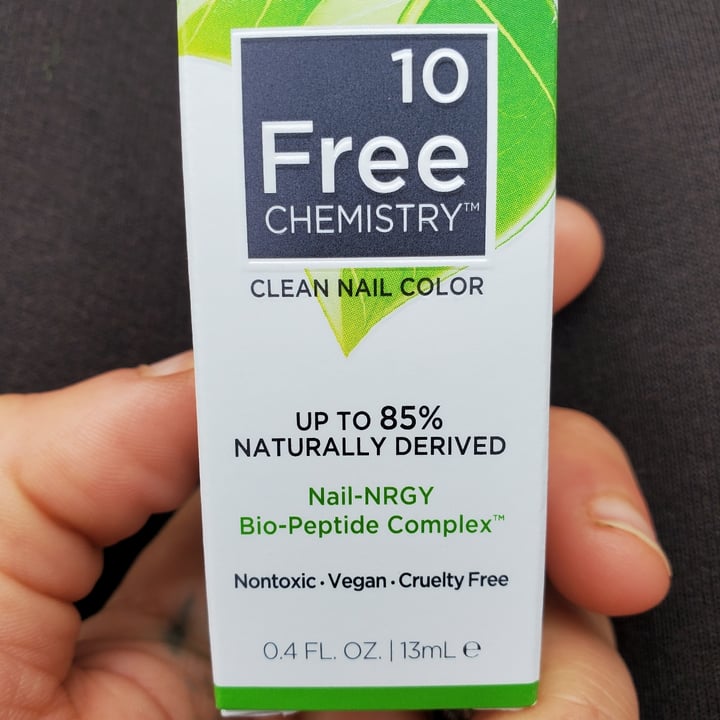 10
Free
CHEMISTRY™
CLEAN NAIL COLOR
UP TO 85%
NATURALLY DERIVED
Nail-NRGY
Bio-Peptide Complex™
Nontoxic · Vegan · Cruelty Free
0.4 FL. OZ. | 13mL ℮